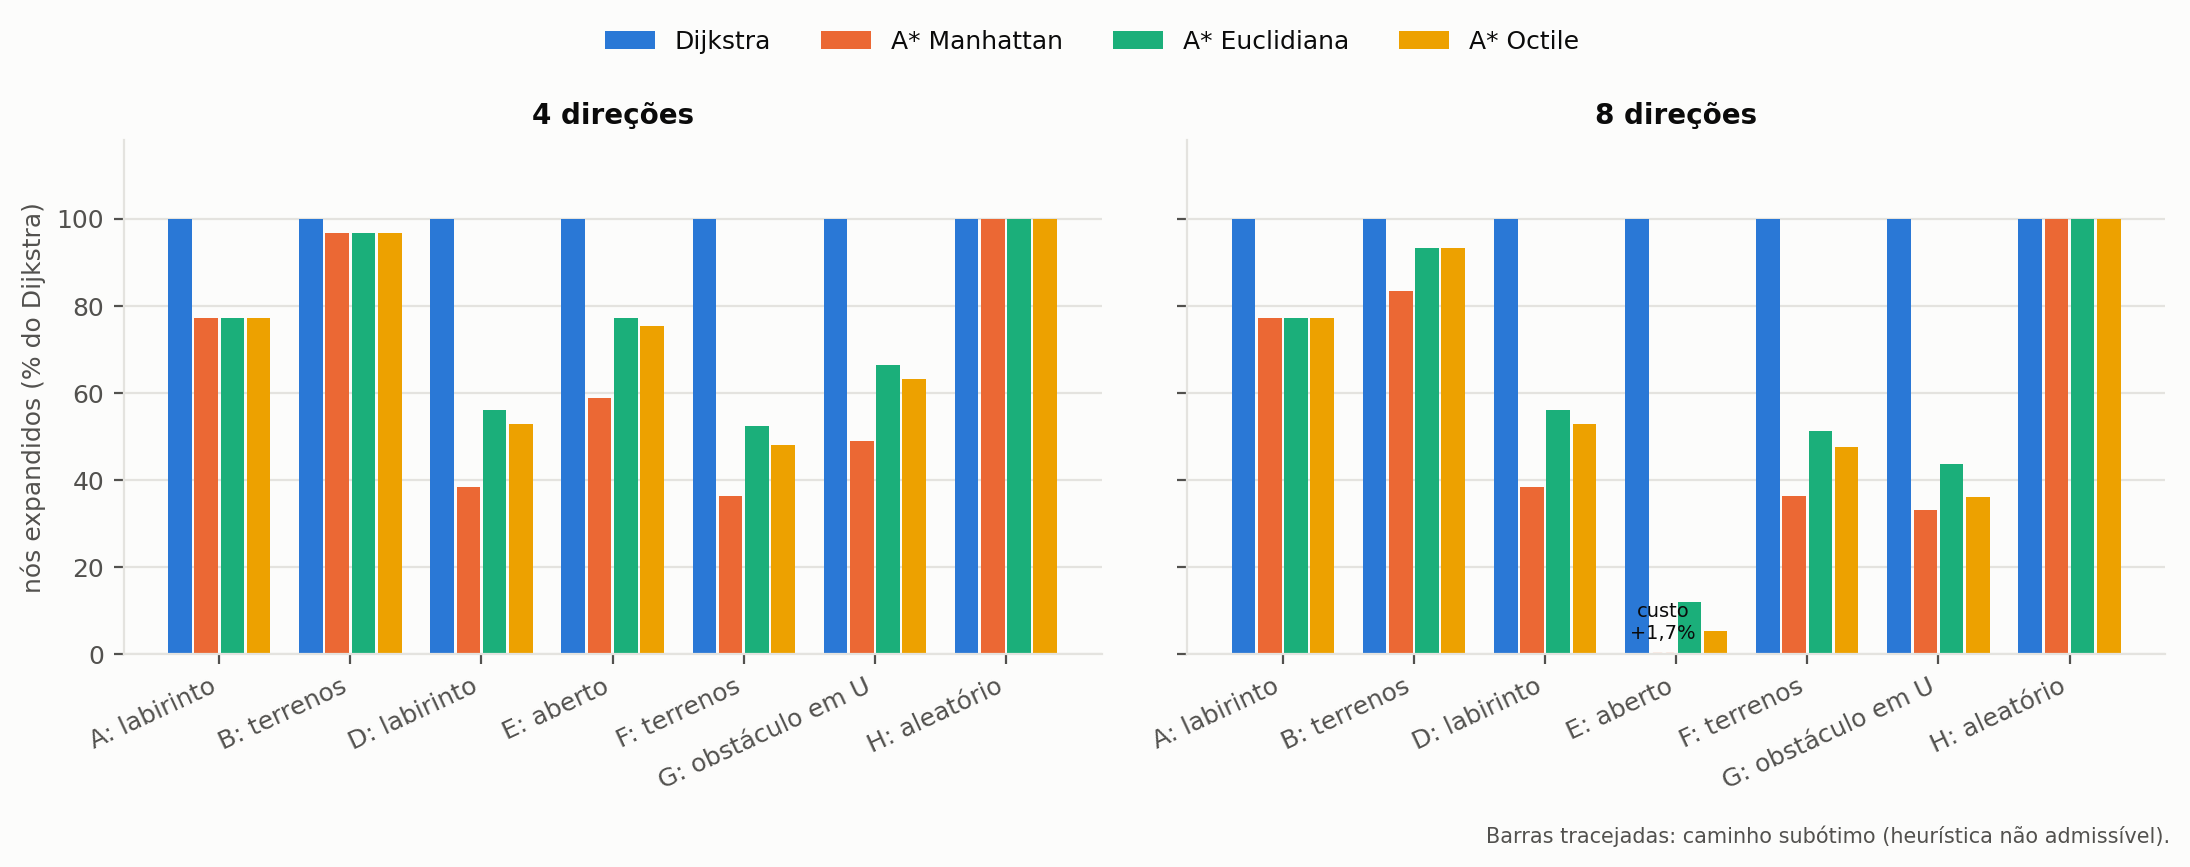 Dijkstra
A* Manhattan
A* Euclidiana
A* Octile
4 direções
8 direções
nós expandidos (% do Dijkstra)
100
80
60
40
20
0
custo
+1,7%
A: labirinto
B: terrenos
D: labirinto
E: aberto
F: terrenos
G: obstáculo em U
H: aleatório
A: labirinto
B: terrenos
D: labirinto
E: aberto
F: terrenos
G: obstáculo em U
H: aleatório
Barras tracejadas: caminho subótimo (heurística não admissível).